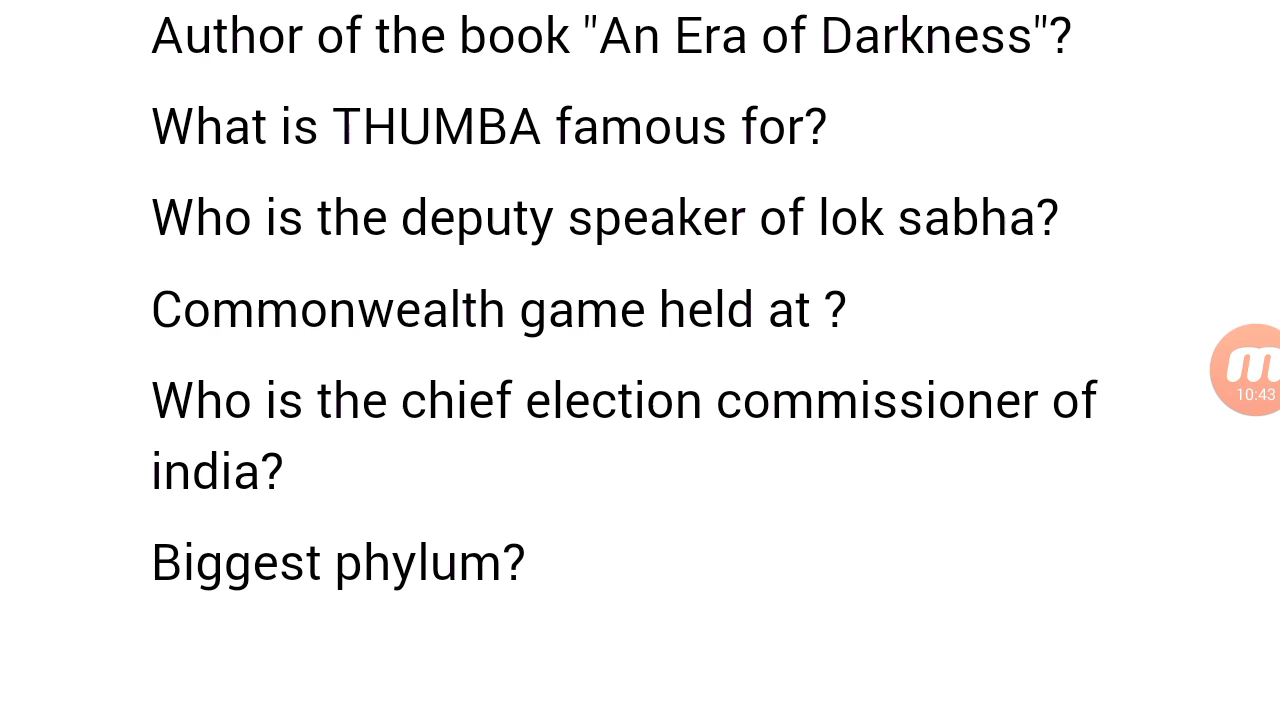 Author of the book "An Era of Darkness"?
What is THUMBA famous for?
Who is the deputy speaker of lok sabha?
Commonwealth game held at ?
Who is the chief election commissioner of
india?
10:43
Biggest phylum?